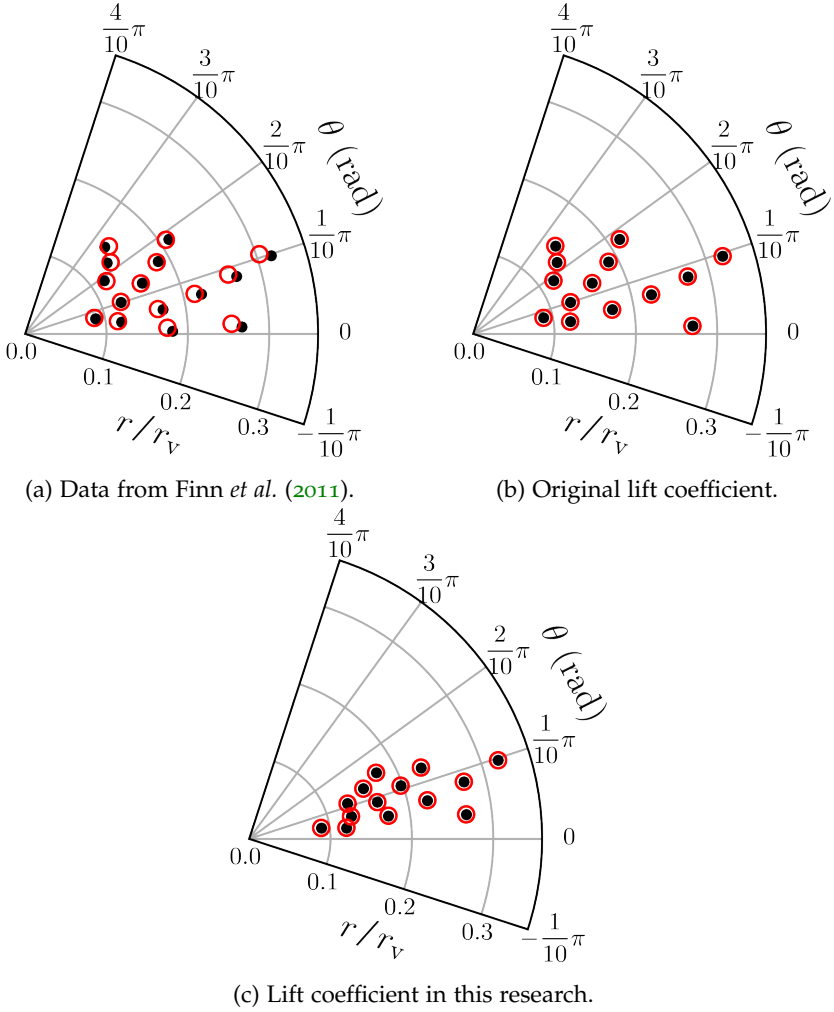 4/10 π
3/10 π
2/10 π
θ (rad)
1/10 π
0
0.0
0.1
0.2
0.3
−1/10 π
r/r_v
(a) Data from Finn et al. (2011).
4/10 π
3/10 π
2/10 π
θ (rad)
1/10 π
0
0.0
0.1
0.2
0.3
−1/10 π
r/r_v
(b) Original lift coefficient.
4/10 π
3/10 π
2/10 π
θ (rad)
1/10 π
0
0.0
0.1
0.2
0.3
−1/10 π
r/r_v
(c) Lift coefficient in this research.